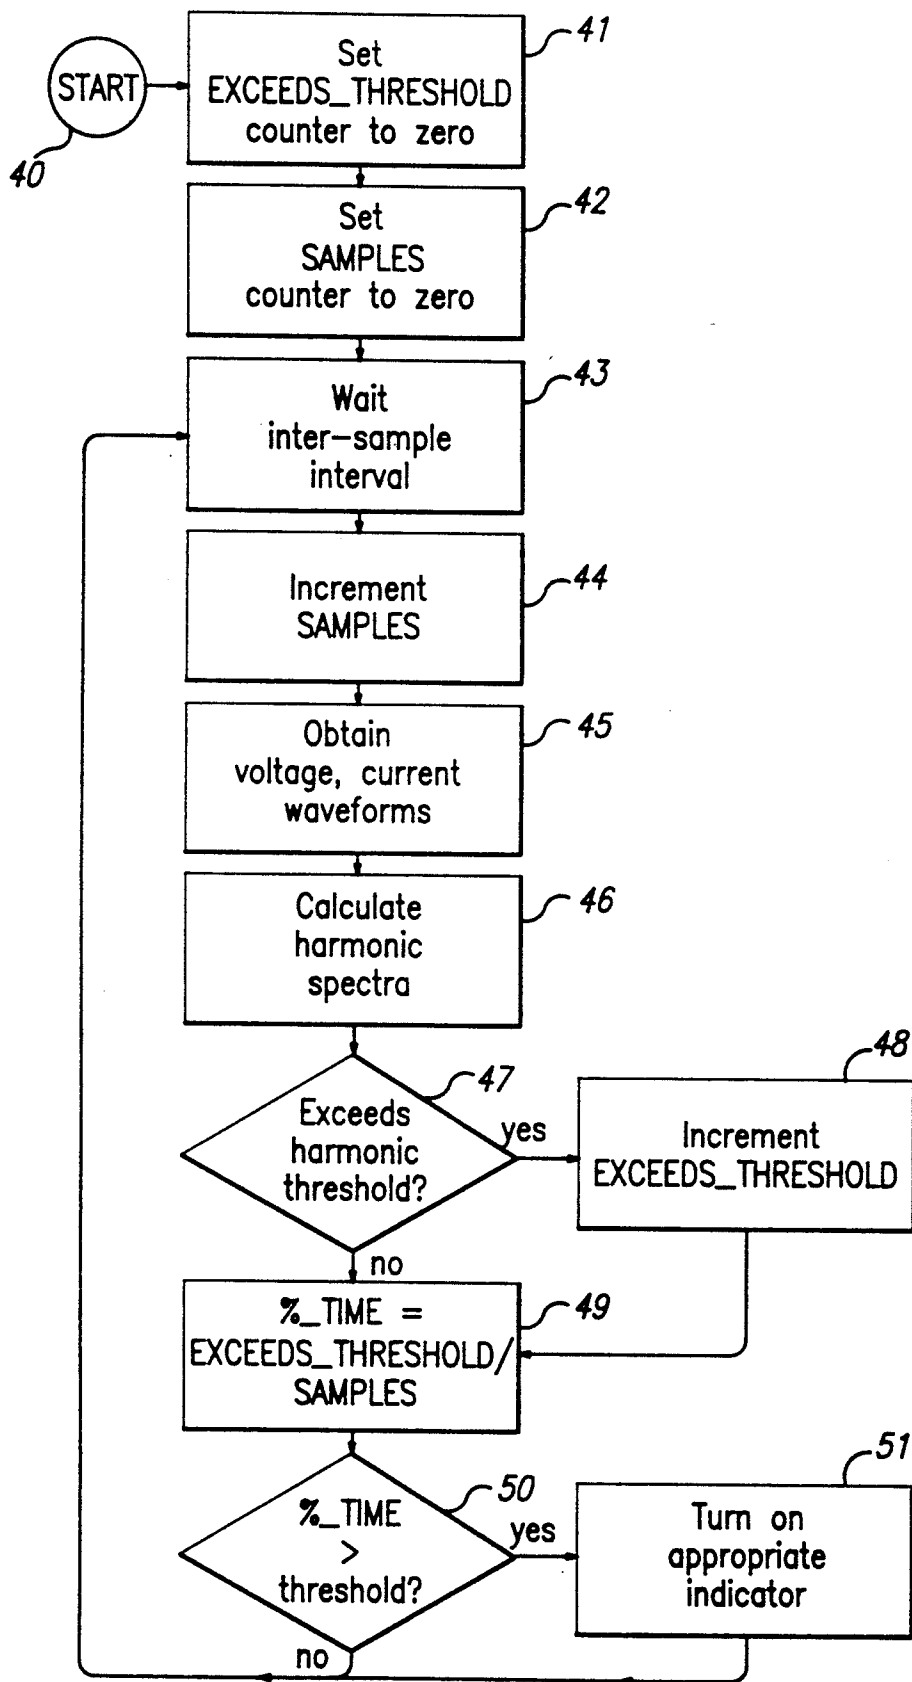 START
40
Set
EXCEEDS_THRESHOLD
counter to zero
41
Set
SAMPLES
counter to zero
42
Wait
inter-sample
interval
43
Increment
SAMPLES
44
Obtain
voltage, current
waveforms
45
Calculate
harmonic
spectra
46
Exceeds
harmonic
threshold?
47
yes
Increment
EXCEEDS_THRESHOLD
48
no
%_TIME =
EXCEEDS_THRESHOLD/
SAMPLES
49
%_TIME
>
threshold?
50
yes
Turn on
appropriate
indicator
51
no